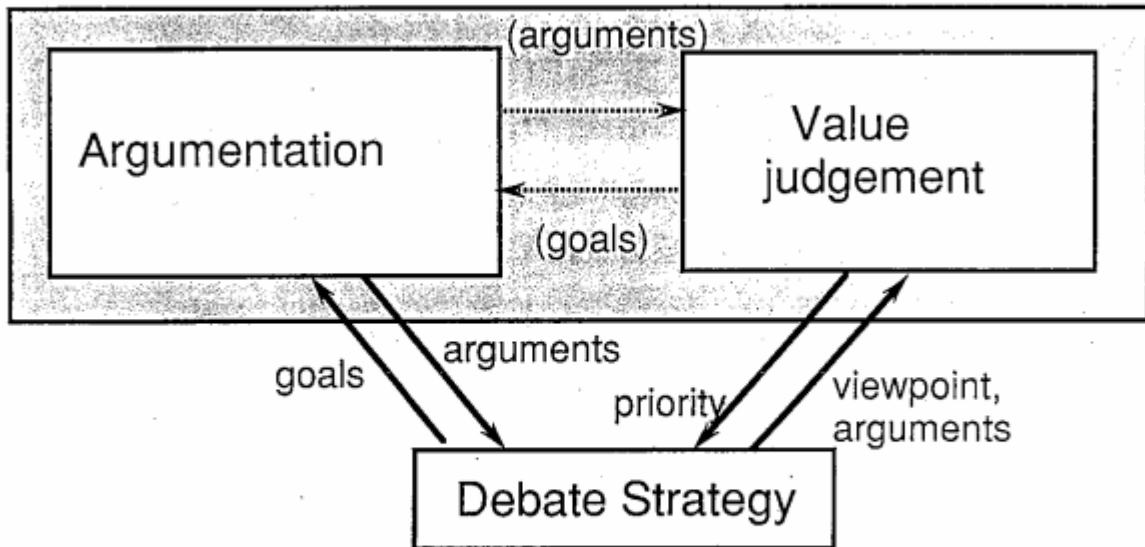 (arguments)
Argumentation
Value
judgement
(goals)
goals
arguments
priority
viewpoint,
arguments
Debate Strategy